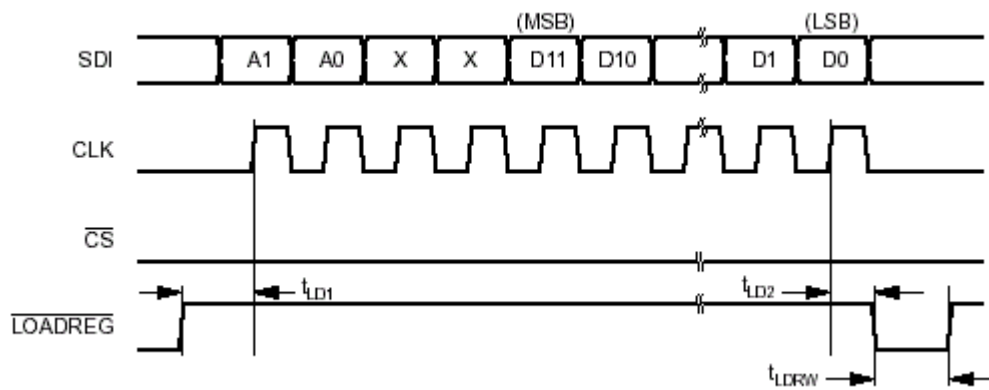 (MSB) (LSB)
SDI A1 A0 X X D11 D10 D1 D0
CLK
CS
tLD1 tLD2
LOADREG
tLDRW